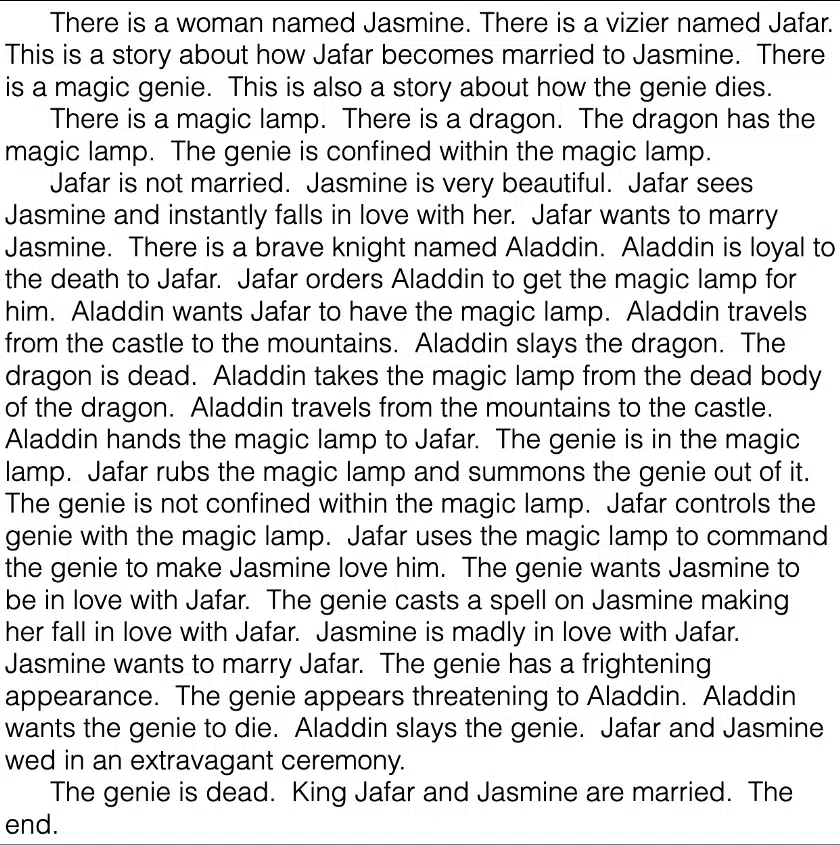 There is a woman named Jasmine. There is a vizier named Jafar.
This is a story about how Jafar becomes married to Jasmine.  There
is a magic genie.  This is also a story about how the genie dies.
There is a magic lamp.  There is a dragon.  The dragon has the
magic lamp.  The genie is confined within the magic lamp.
Jafar is not married.  Jasmine is very beautiful.  Jafar sees
Jasmine and instantly falls in love with her.  Jafar wants to marry
Jasmine.  There is a brave knight named Aladdin.  Aladdin is loyal to
the death to Jafar.  Jafar orders Aladdin to get the magic lamp for
him.  Aladdin wants Jafar to have the magic lamp.  Aladdin travels
from the castle to the mountains.  Aladdin slays the dragon.  The
dragon is dead.  Aladdin takes the magic lamp from the dead body
of the dragon.  Aladdin travels from the mountains to the castle.
Aladdin hands the magic lamp to Jafar.  The genie is in the magic
lamp.  Jafar rubs the magic lamp and summons the genie out of it.
The genie is not confined within the magic lamp.  Jafar controls the
genie with the magic lamp.  Jafar uses the magic lamp to command
the genie to make Jasmine love him.  The genie wants Jasmine to
be in love with Jafar.  The genie casts a spell on Jasmine making
her fall in love with Jafar.  Jasmine is madly in love with Jafar.
Jasmine wants to marry Jafar.  The genie has a frightening
appearance.  The genie appears threatening to Aladdin.  Aladdin
wants the genie to die.  Aladdin slays the genie.  Jafar and Jasmine
wed in an extravagant ceremony.
The genie is dead.  King Jafar and Jasmine are married.  The
end.